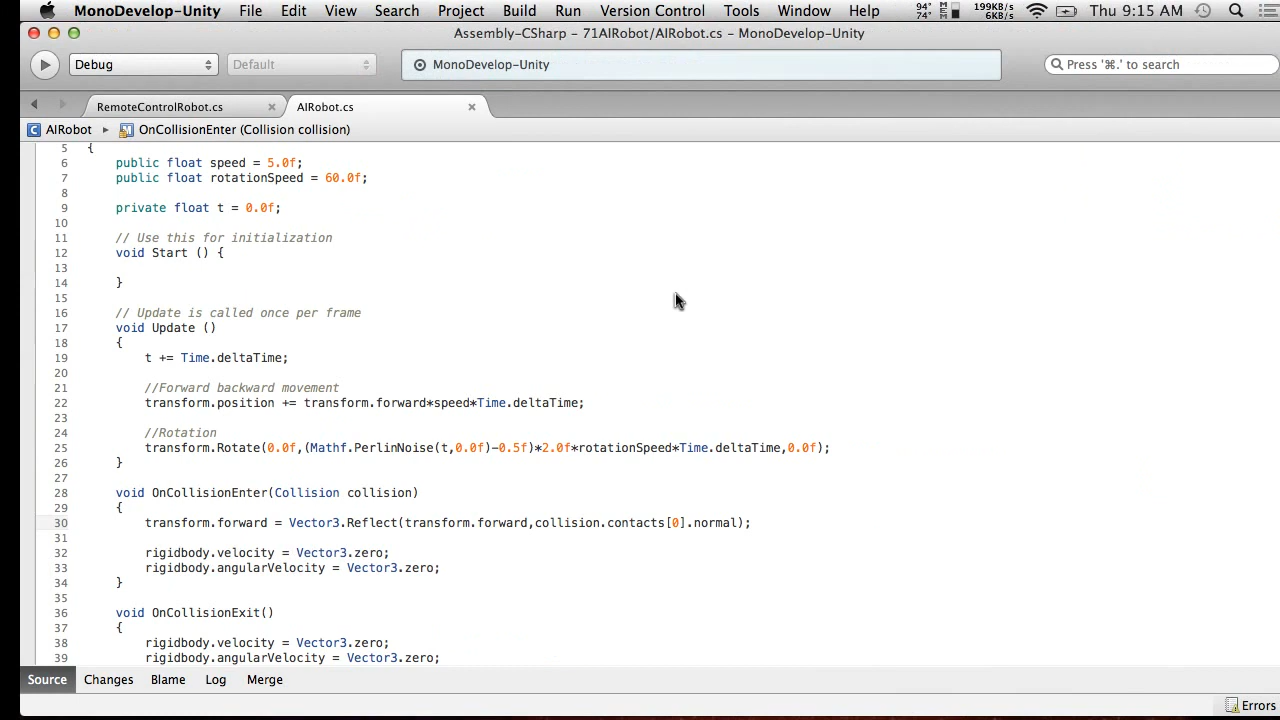 MonoDevelop-Unity File Edit View Search Project Build Run Version Control Tools Window Help 94° 74° 199KB/s 6KB/s Thu 9:15 AM
Assembly-CSharp – 71AIRobot/AIRobot.cs – MonoDevelop-Unity
Debug Default MonoDevelop-Unity Press '⌘.' to search
RemoteControlRobot.cs AIRobot.cs
AIRobot OnCollisionEnter (Collision collision)
5 {
6 public float speed = 5.0f;
7 public float rotationSpeed = 60.0f;
8
9 private float t = 0.0f;
10
11 // Use this for initialization
12 void Start () {
13
14 }
15
16 // Update is called once per frame
17 void Update ()
18 {
19 t += Time.deltaTime;
20
21 //Forward backward movement
22 transform.position += transform.forward*speed*Time.deltaTime;
23
24 //Rotation
25 transform.Rotate(0.0f,(Mathf.PerlinNoise(t,0.0f)-0.5f)*2.0f*rotationSpeed*Time.deltaTime,0.0f);
26 }
27
28 void OnCollisionEnter(Collision collision)
29 {
30 transform.forward = Vector3.Reflect(transform.forward,collision.contacts[0].normal);
31
32 rigidbody.velocity = Vector3.zero;
33 rigidbody.angularVelocity = Vector3.zero;
34 }
35
36 void OnCollisionExit()
37 {
38 rigidbody.velocity = Vector3.zero;
39 rigidbody.angularVelocity = Vector3.zero;
Source Changes Blame Log Merge
Errors